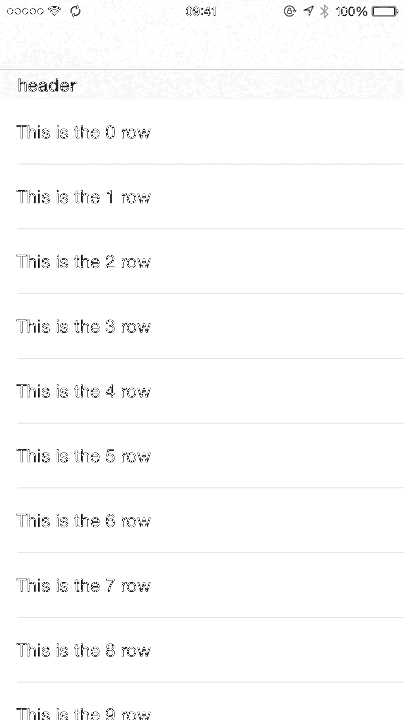 09:41 100%
header
This is the 0 row
This is the 1 row
This is the 2 row
This is the 3 row
This is the 4 row
This is the 5 row
This is the 6 row
This is the 7 row
This is the 8 row
This is the 9 row